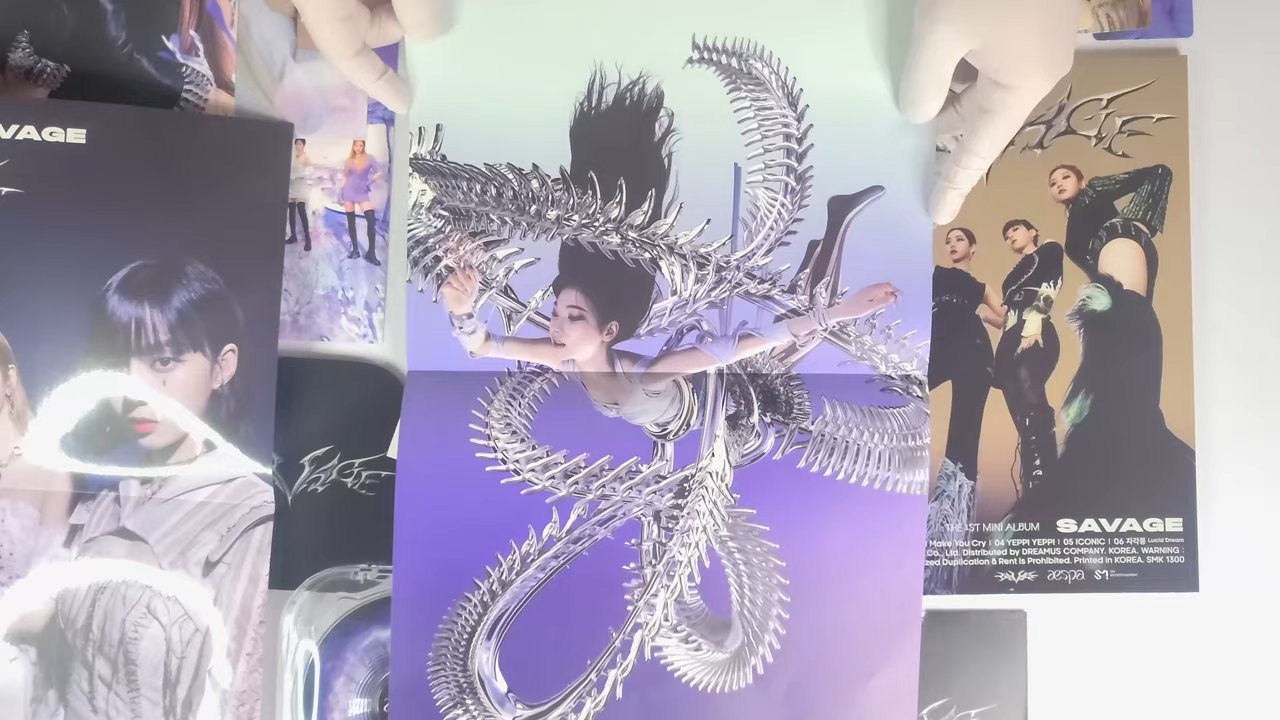 VAGE
THE 1ST MINI ALBUM SAVAGE
Make You Cry I 04 YEPPI YEPPI I 05 ICONIC I 06 자각몽 Lucid Dream
Co., Ltd. Distributed by DREAMUS COMPANY. KOREA. WARNING :
zed Duplication & Rent is Prohibited. Printed in KOREA. SMK 1300
aespa SM